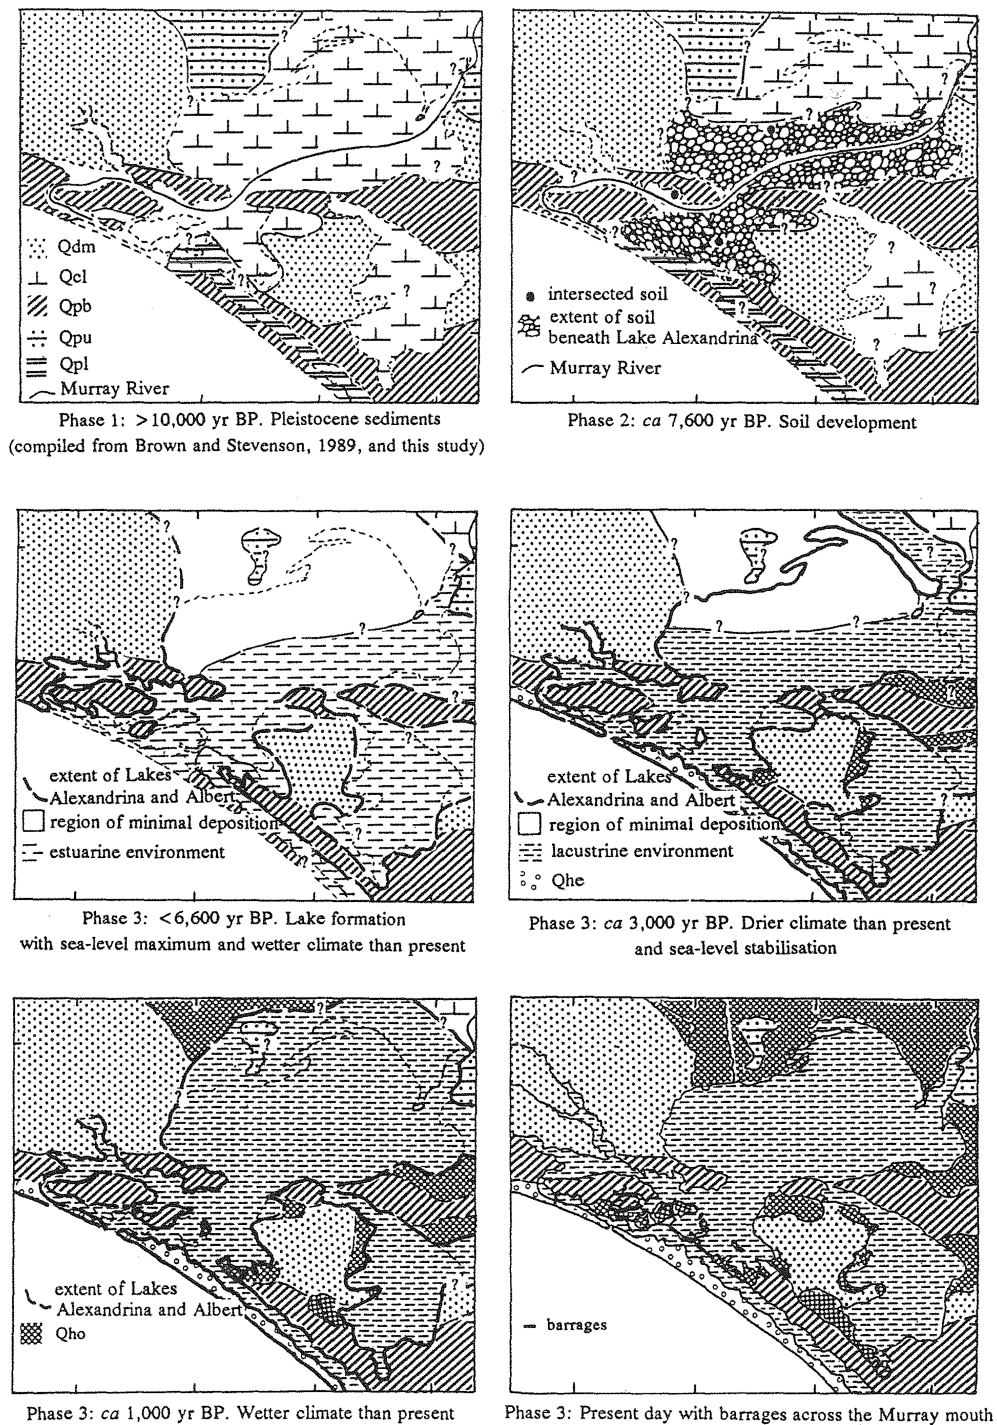 Qdm
Qcl
Qpb
Qpu
Qpl
Murray River
Phase 1: >10,000 yr BP. Pleistocene sediments
(compiled from Brown and Stevenson, 1989, and this study)
intersected soil
extent of soil
beneath Lake Alexandrina
Murray River
Phase 2: ca 7,600 yr BP. Soil development
extent of Lakes
Alexandrina and Albert
region of minimal deposition
estuarine environment
Phase 3: <6,600 yr BP. Lake formation
with sea-level maximum and wetter climate than present
extent of Lakes
Alexandrina and Albert
region of minimal deposition
lacustrine environment
Qhe
Phase 3: ca 3,000 yr BP. Drier climate than present
and sea-level stabilisation
extent of Lakes
Alexandrina and Albert
Qho
Phase 3: ca 1,000 yr BP. Wetter climate than present
barrages
Phase 3: Present day with barrages across the Murray mouth